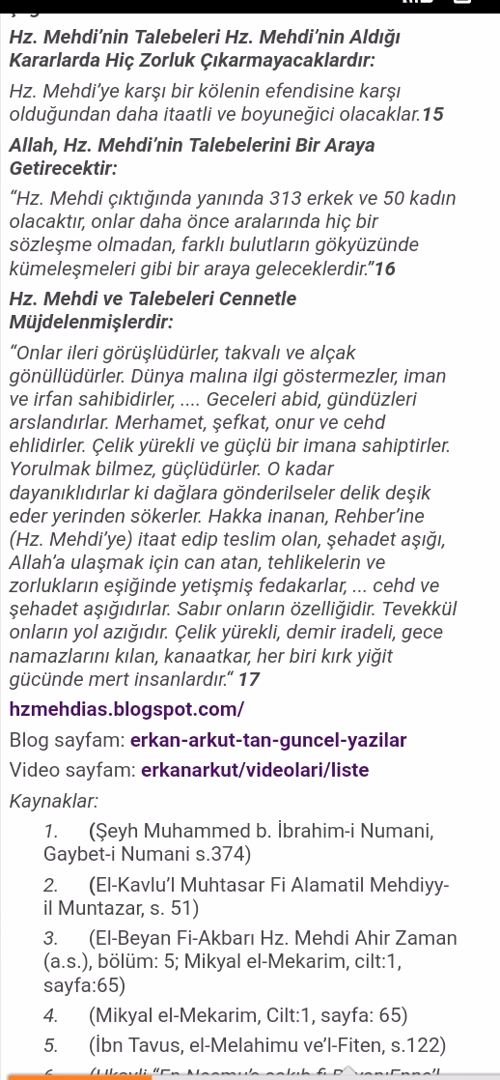 Hz. Mehdi’nin Talebeleri Hz. Mehdi’nin Aldığı
Kararlarda Hiç Zorluk Çıkarmayacaklardır:
Hz. Mehdi’ye karşı bir kölenin efendisine karşı
olduğundan daha itaatli ve boyuneğici olacaklar.15
Allah, Hz. Mehdi’nin Talebelerini Bir Araya
Getirecektir:
“Hz. Mehdi çıktığında yanında 313 erkek ve 50 kadın
olacaktır, onlar daha önce aralarında hiç bir
sözleşme olmadan, farklı bulutların gökyüzünde
kümeleşmeleri gibi bir araya geleceklerdir.”16
Hz. Mehdi ve Talebeleri Cennetle
Müjdelenmişlerdir:
“Onlar ileri görüşlüdürler, takvalı ve alçak
gönüllüdürler. Dünya malına ilgi göstermezler, iman
ve irfan sahibidirler, .... Geceleri abid, gündüzleri
arslandırlar. Merhamet, şefkat, onur ve cehd
ehlidirler. Çelik yürekli ve güçlü bir imana sahiptirler.
Yorulmak bilmez, güçlüdürler. O kadar
dayanıklıdırlar ki dağlara gönderilseler delik deşik
eder yerinden sökerler. Hakka inanan, Rehber’ine
(Hz. Mehdi’ye) itaat edip teslim olan, şehadet aşığı,
Allah’a ulaşmak için can atan, tehlikelerin ve
zorlukların eşiğinde yetişmiş fedakarlar, ... cehd ve
şehadet aşığıdırlar. Sabır onların özelliğidir. Tevekkül
onların yol azığıdır. Çelik yürekli, demir iradeli, gece
namazlarını kılan, kanaatkar, her biri kırk yiğit
gücünde mert insanlardır.“ 17
hzmehdias.blogspot.com/
Blog sayfam: erkan-arkut-tan-guncel-yazilar
Video sayfam: erkanarkut/videolari/liste
Kaynaklar:
1. (Şeyh Muhammed b. İbrahim-i Numani,
Gaybet-i Numani s.374)
2. (El-Kavlu’l Muhtasar Fi Alamatil Mehdiyy-
il Muntazar, s. 51)
3. (El-Beyan Fi-Akbarı Hz. Mehdi Ahir Zaman
(a.s.), bölüm: 5; Mikyal el-Mekarim, cilt:1,
sayfa:65)
4. (Mikyal el-Mekarim, Cilt:1, sayfa: 65)
5. (İbn Tavus, el-Melahimu ve’l-Fiten, s.122)